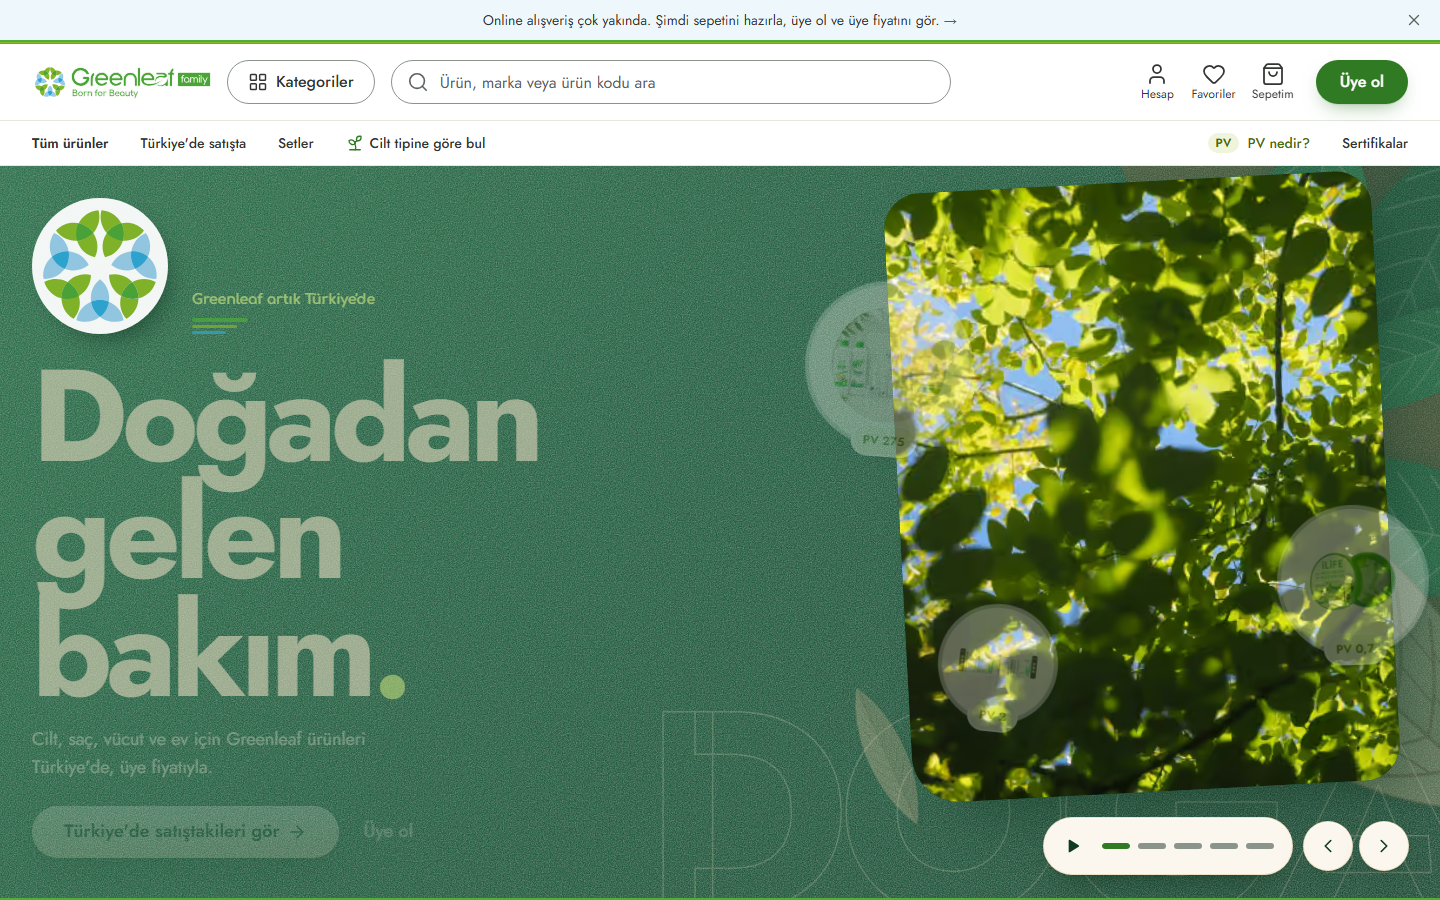 Online alışveriş çok yakında. Şimdi sepetini hazırla, üye ol ve üye fiyatını gör. →
Greenleaf family
Born for Beauty
Kategoriler
Ürün, marka veya ürün kodu ara
Hesap
Favoriler
Sepetim
Üye ol
Tüm ürünler
Türkiye'de satışta
Setler
Cilt tipine göre bul
PV
PV nedir?
Sertifikalar
Greenleaf artık Türkiye'de
Doğadan
gelen
bakım.
Cilt, saç, vücut ve ev için Greenleaf ürünleri
Türkiye'de, üye fiyatıyla.
Türkiye'de satıştakileri gör →
Üye ol
PV 275
iLiFE
PV 0,7
PV 2